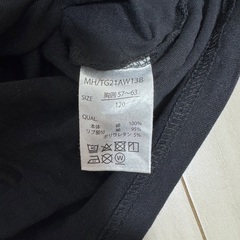 MH/TG21AW138
SIZE 胸囲 57~63
120
QUAL. 本体 綿 100%
リブ部分 綿 95%
ポリウレタン 5%